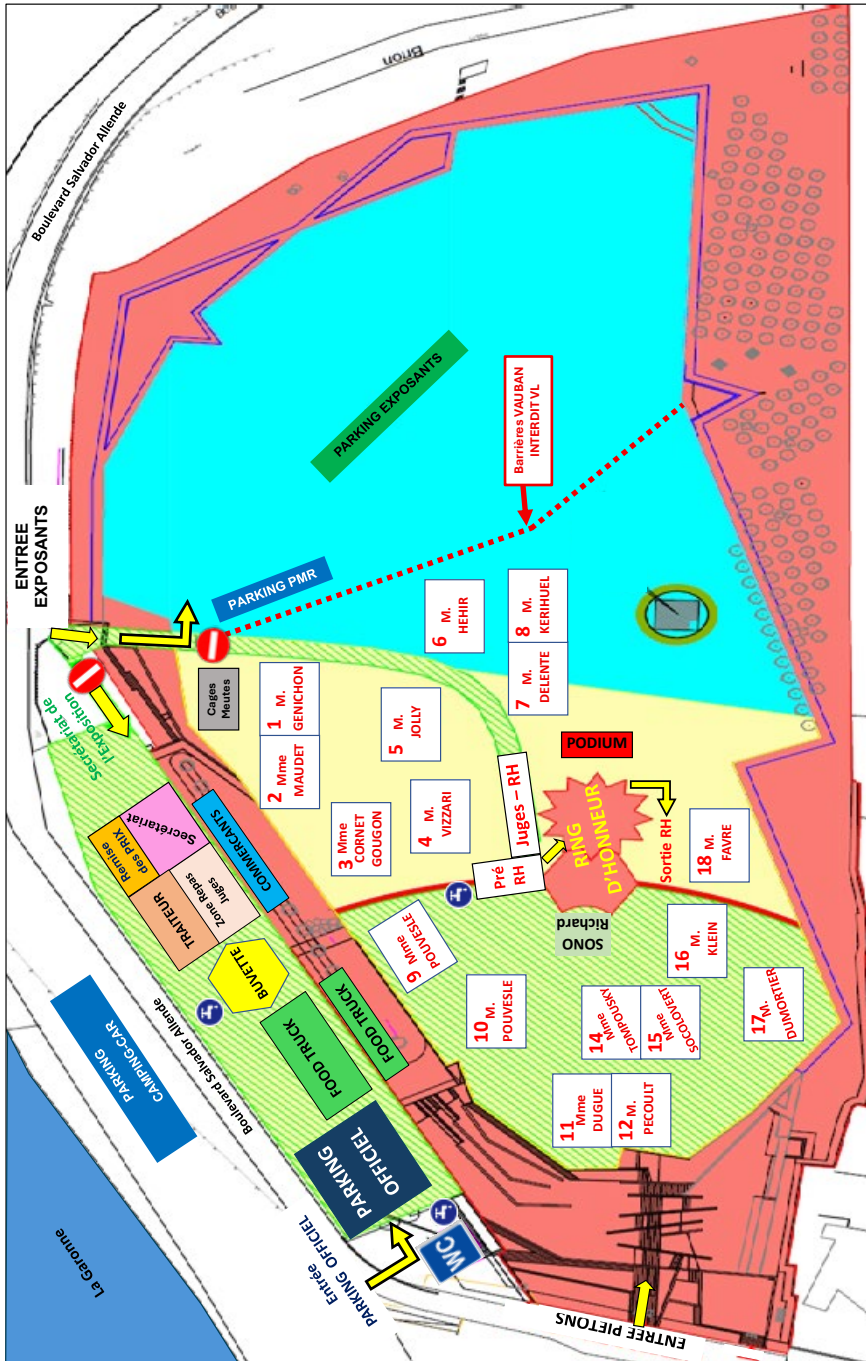 Boulevard Salvador Allende
Brion
ENTREE
EXPOSANTS
PARKING EXPOSANTS
Barrières VAUBAN
INTERDIT VL
PARKING PMR
Secrétariat de
l'Exposition
Cages
Meutes
1 M.
GENICHON
2 Mme
MAUDET
3 Mme
CORNET
GOUGON
4 M.
VIZZARI
5 M.
JOLLY
6 M.
HEHIR
7 M.
DELENTE
8 M.
KERIHUEL
Remise
des PRIX
Secrétariat
TRAITEUR
Zone Repas
Juges
COMMERCANTS
BUVETTE
FOOD TRUCK
FOOD TRUCK
PARKING
CAMPING-CAR
Boulevard Salvador Allende
La Garonne
PARKING
OFFICIEL
Entrée
PARKING OFFICIEL
WC
ENTREE PIETONS
Pré
RH
Juges – RH
RING
D'HONNEUR
PODIUM
Sortie RH
SONO
Richard
9 Mme
POUVESLE
10 M.
POUVESLE
11
Mme
DUGUE
12 M.
PECOULT
14
Mme
TOMPOUSKY
15
Mme
SOCOLOVERT
16 M.
KLEIN
17 M.
DUMORTIER
18 M.
FAVRE